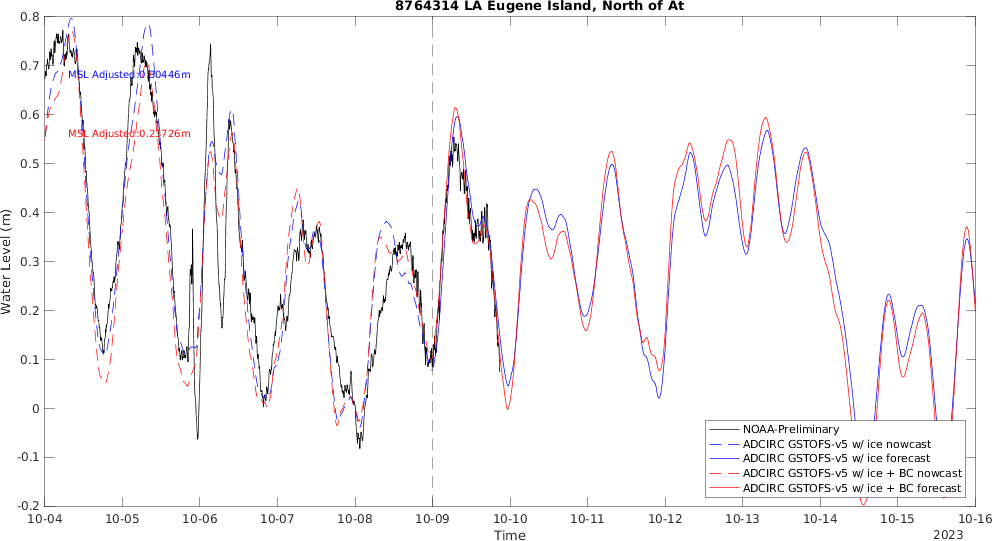 8764314 LA Eugene Island, North of At
0.8
0.7
0.6
0.5
0.4
0.3
0.2
0.1
0
-0.1
-0.2
Water Level (m)
MSL Adjusted:0.30446m
MSL Adjusted:0.23726m
NOAA-Preliminary
ADCIRC GSTOFS-v5 w/ ice nowcast
ADCIRC GSTOFS-v5 w/ ice forecast
ADCIRC GSTOFS-v5 w/ ice + BC nowcast
ADCIRC GSTOFS-v5 w/ ice + BC forecast
10-04 10-05 10-06 10-07 10-08 10-09 10-10 10-11 10-12 10-13 10-14 10-15 10-16
Time
2023